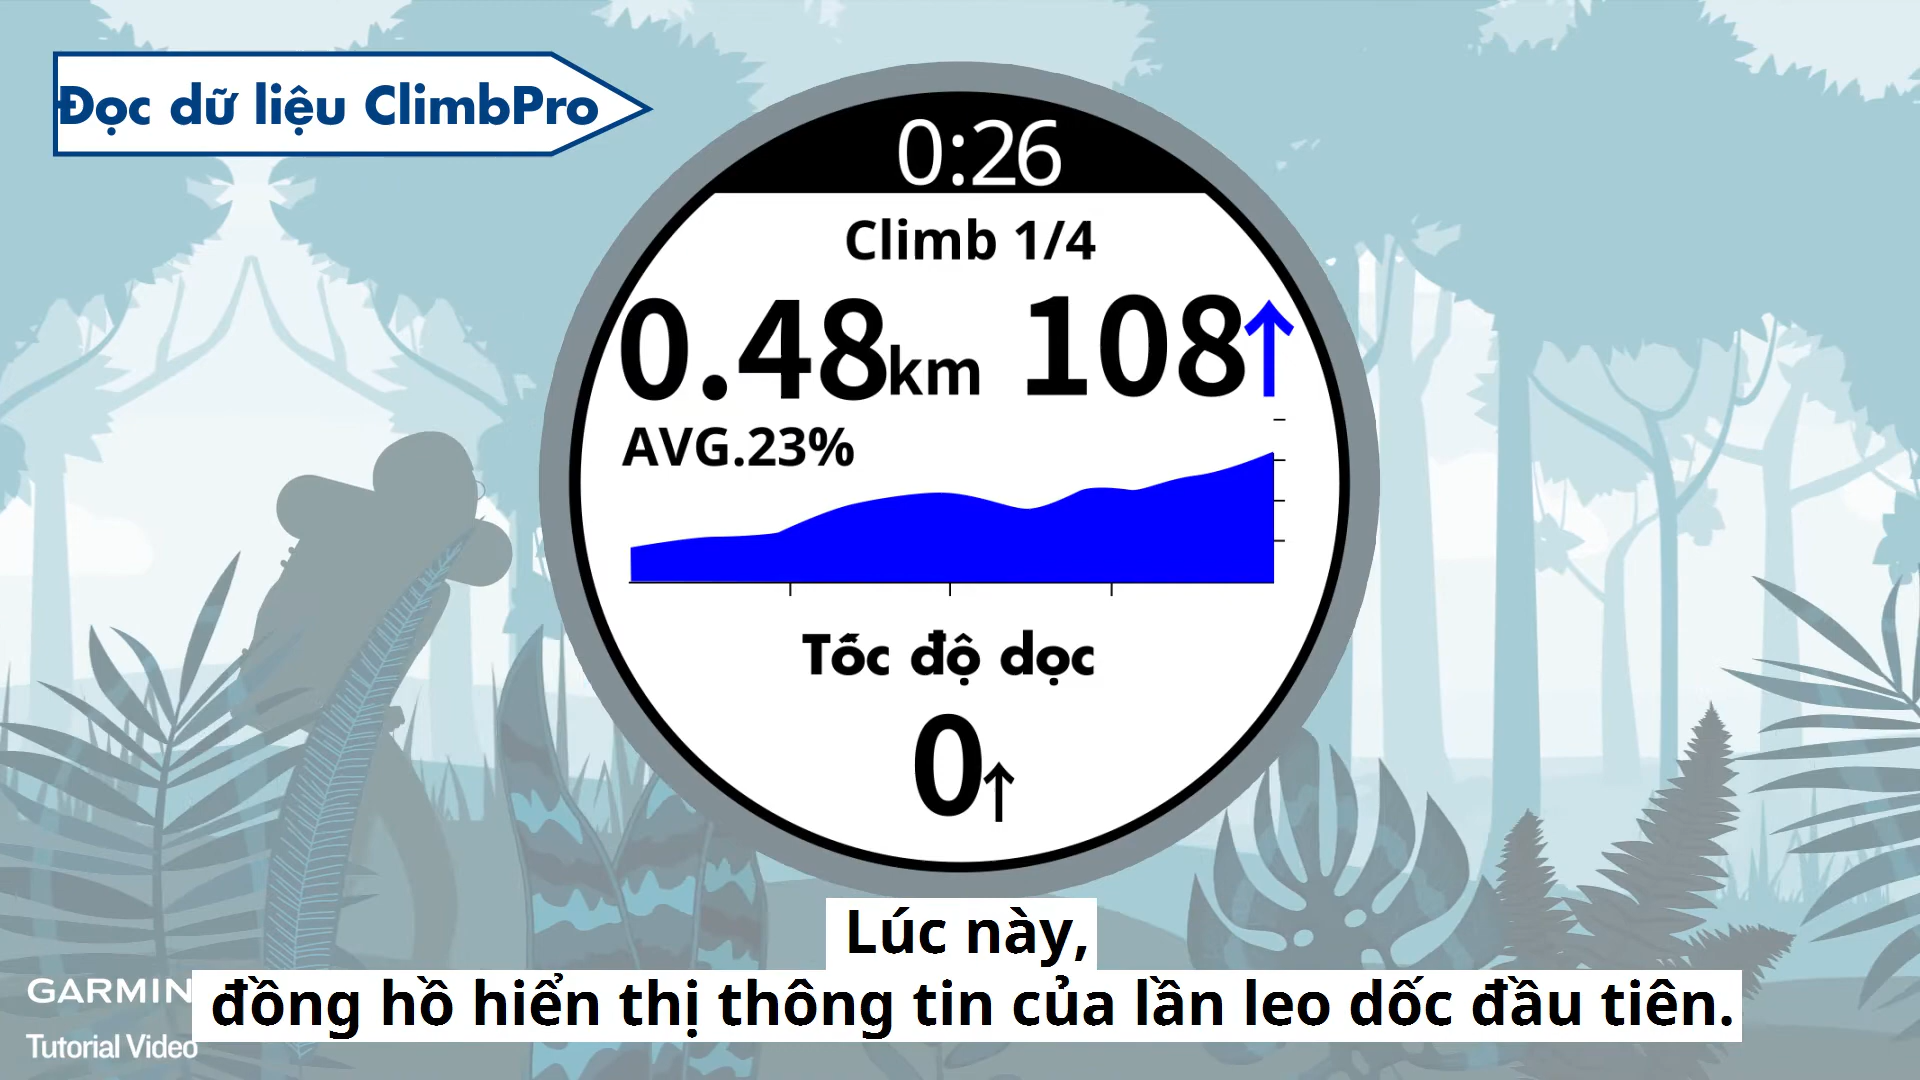 Đọc dữ liệu ClimbPro
0:26
Climb 1/4
0.48km 108↑
AVG.23%
Tốc độ dọc
0↑
Lúc này,
đồng hồ hiển thị thông tin của lần leo dốc đầu tiên.
GARMIN
Tutorial Video